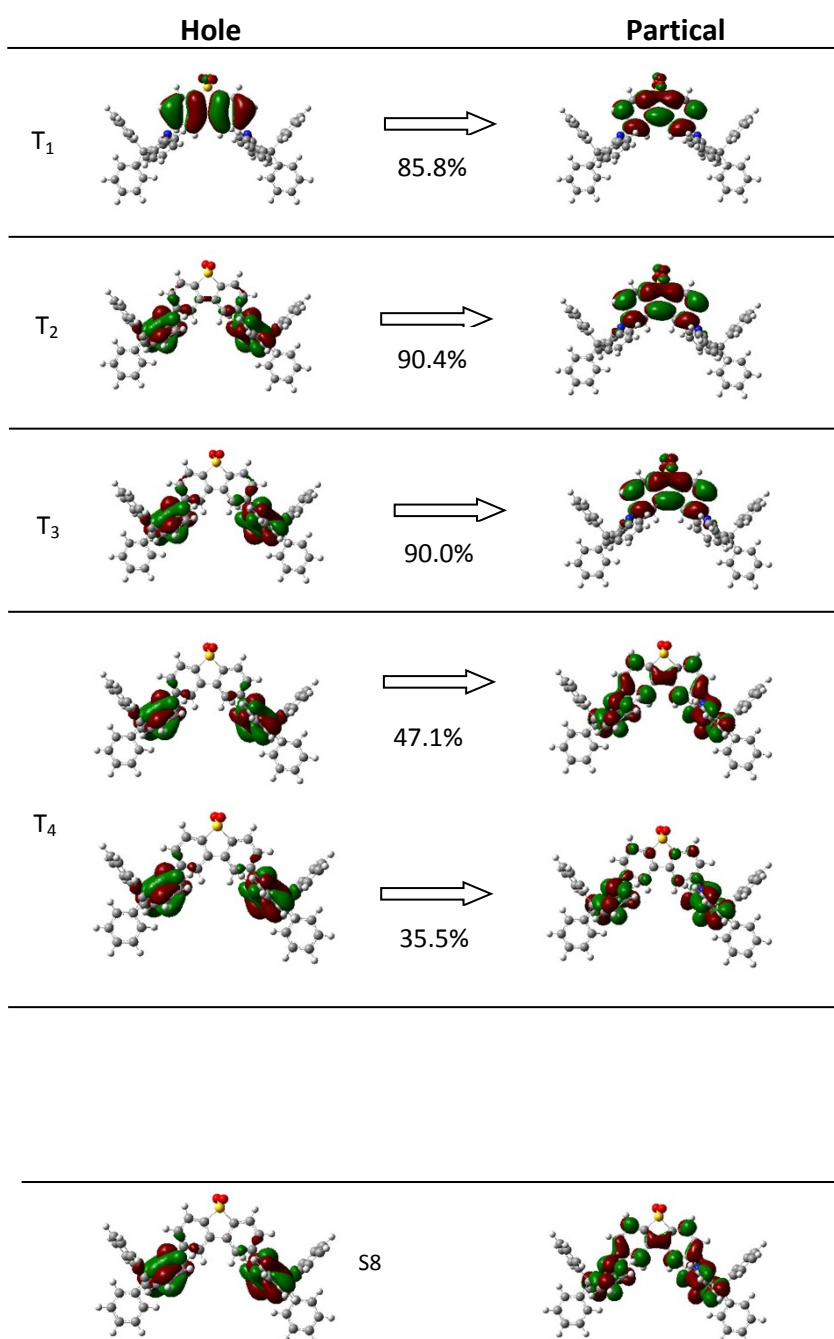 Hole Partical
T₁
85.8%
T₂
90.4%
T₃
90.0%
47.1%
T₄
35.5%
S8